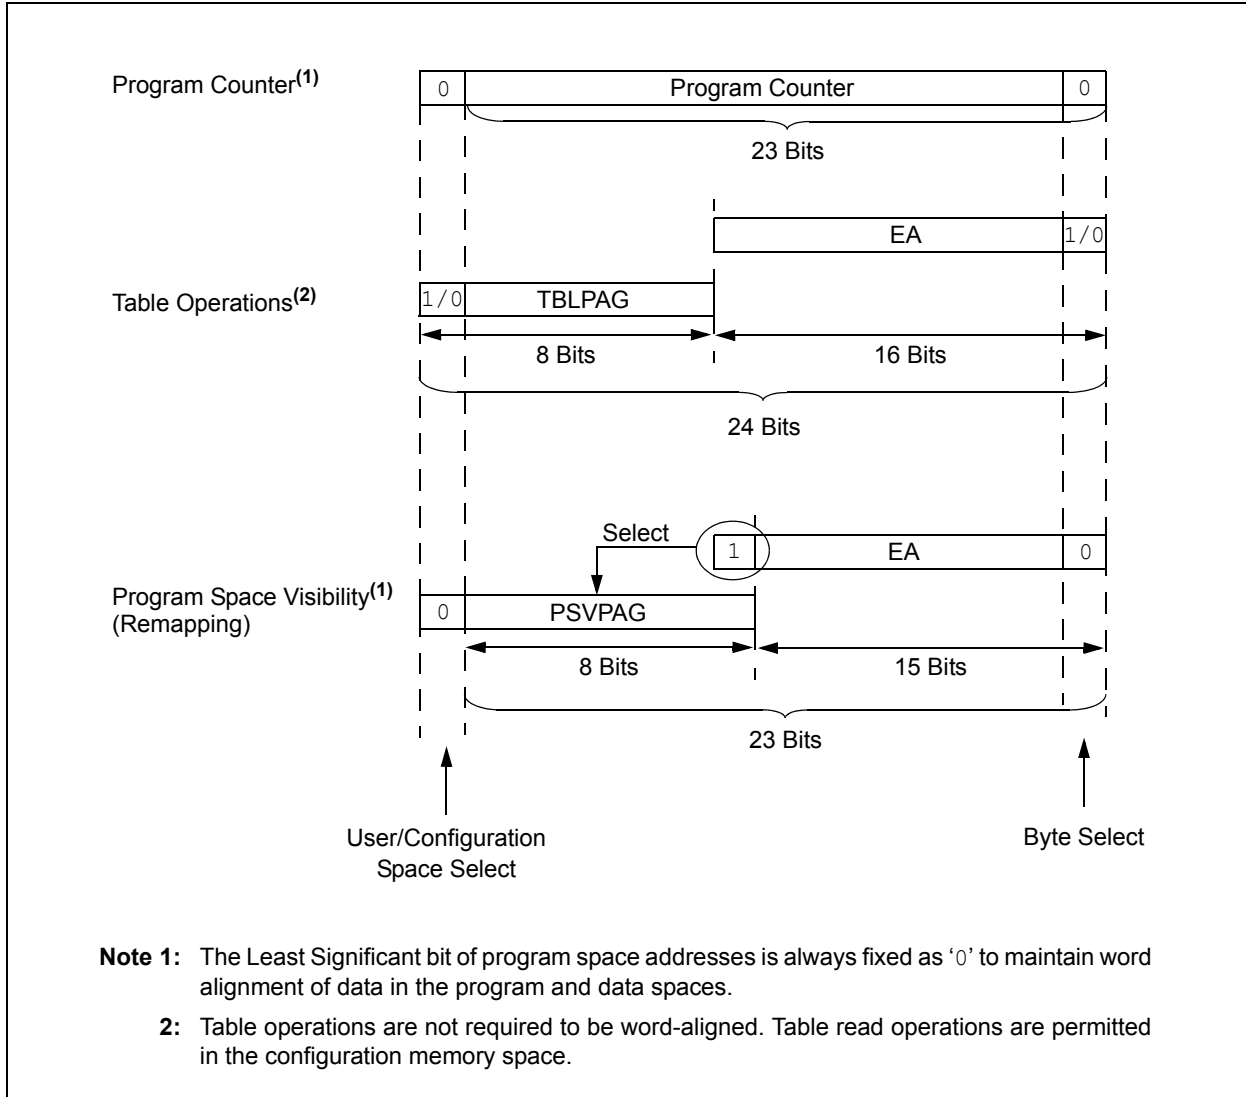 Program Counter(1)
0 Program Counter 0
23 Bits
EA 1/0
Table Operations(2)
1/0 TBLPAG
8 Bits 16 Bits
24 Bits
Select
1 EA 0
Program Space Visibility(1)
(Remapping)
0 PSVPAG
8 Bits 15 Bits
23 Bits
User/Configuration
Space Select
Byte Select
Note 1: The Least Significant bit of program space addresses is always fixed as ‘0’ to maintain word
alignment of data in the program and data spaces.
2: Table operations are not required to be word-aligned. Table read operations are permitted
in the configuration memory space.